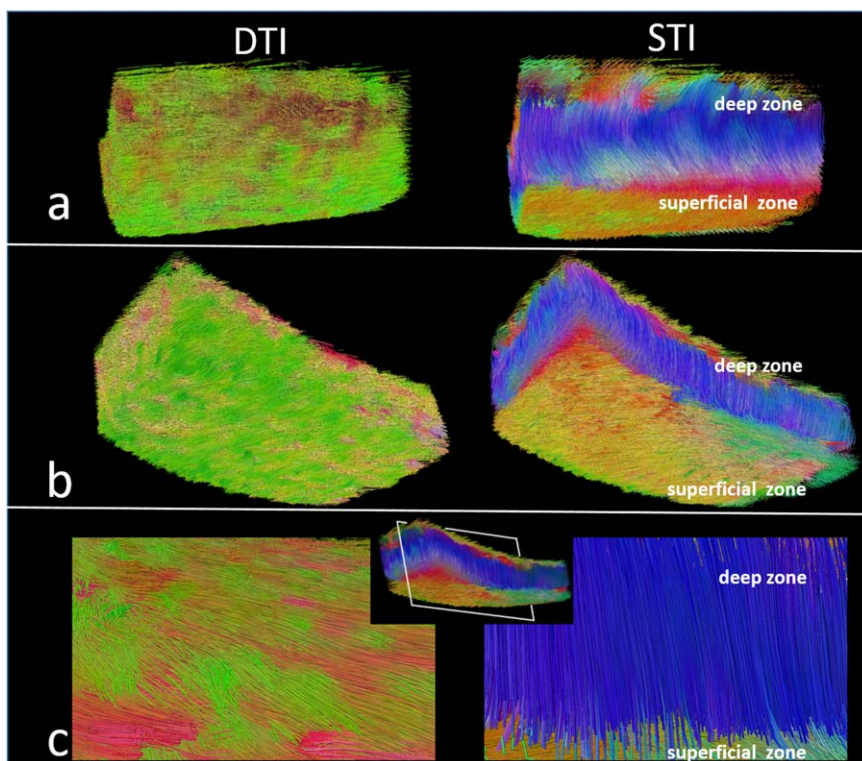 DTI
STI
deep zone
a
superficial zone
deep zone
b
superficial zone
deep zone
c
superficial zone